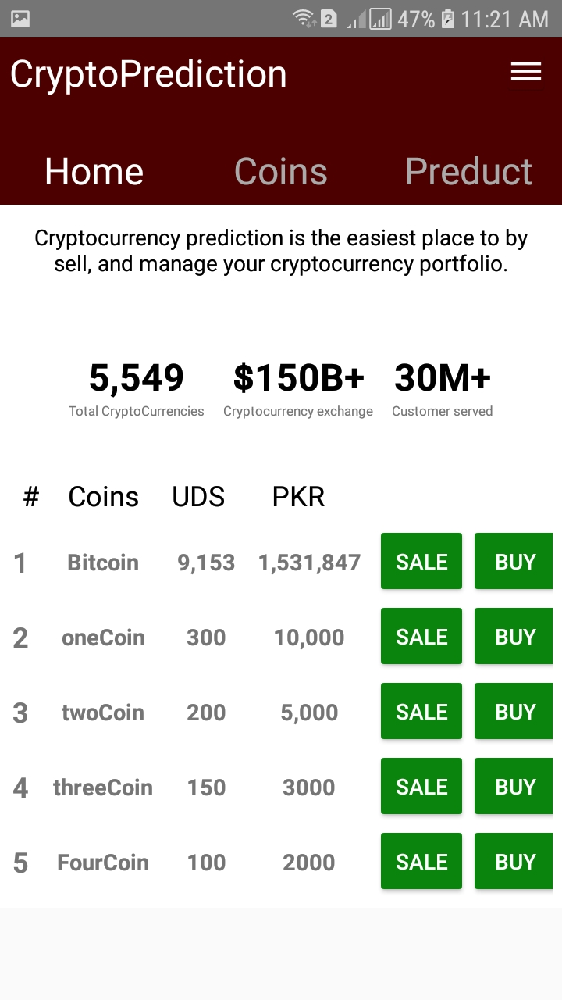 2 47% 11:21 AM
CryptoPrediction
Home Coins Preduct
Cryptocurrency prediction is the easiest place to by
sell, and manage your cryptocurrency portfolio.
5,549 $150B+ 30M+
Total CryptoCurrencies Cryptocurrency exchange Customer served
# Coins UDS PKR
1 Bitcoin 9,153 1,531,847 SALE BUY
2 oneCoin 300 10,000 SALE BUY
3 twoCoin 200 5,000 SALE BUY
4 threeCoin 150 3000 SALE BUY
5 FourCoin 100 2000 SALE BUY